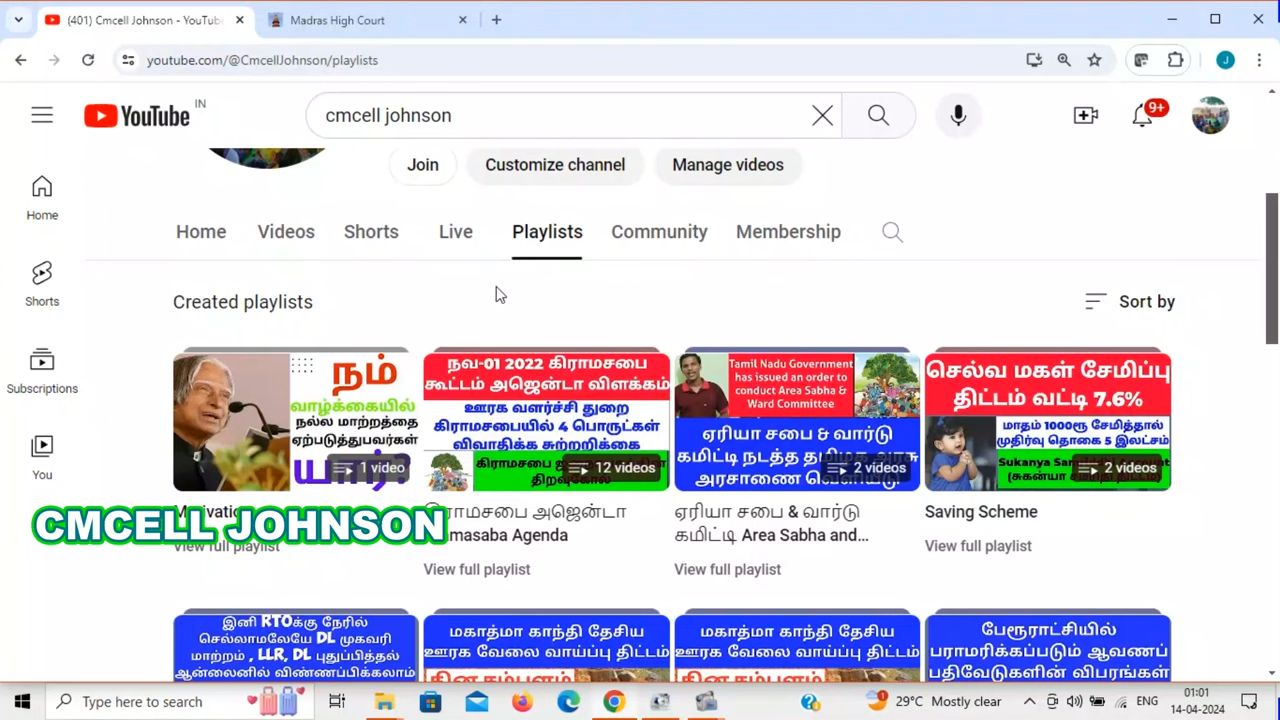 (401) Cmcell Johnson - YouTube
Madras High Court
youtube.com/@CmcellJohnson/playlists
YouTube IN
cmcell johnson
9+
J
Join
Customize channel
Manage videos
Home
Videos
Shorts
Live
Playlists
Community
Membership
Home
Shorts
Subscriptions
You
Created playlists
Sort by
நம்
வாழ்க்கையில்
நல்ல மாற்றத்தை
ஏற்படுத்துபவர்கள்
யார்?
1 video
நவ-01 2022 கிராமசபை
கூட்டம் அஜெண்டா விளக்கம்
ஊரக வளர்ச்சி துறை
கிராமசபையில் 4 பொருட்கள்
விவாதிக்க சுற்றறிக்கை
திறவுகோல்
12 videos
Tamil Nadu Government
has issued an order to
conduct Area Sabha &
Ward Committee
ஏரியா சபை & வார்டு
கமிட்டி நடத்த தமிழக அரசு
அரசாணை வெளியீடு
2 videos
செல்வ மகள் சேமிப்பு
திட்டம் வட்டி 7.6%
மாதம் 1000ரூ சேமித்தால்
முதிர்வு தொகை 5 இலட்சம்
2 videos
View full playlist
Agenda
View full playlist
ஏரியா சபை & வார்டு
கமிட்டி Area Sabha and...
View full playlist
Saving Scheme
View full playlist
CMCELL JOHNSON
இனி RTOக்கு நேரில்
செல்லாமலேயே DL முகவரி
மாற்றம் , LLR, DL புதுப்பித்தல்
ஆன்லைனில் விண்ணப்பிக்கலாம்
மகாத்மா காந்தி தேசிய
ஊரக வேலை வாய்ப்பு திட்டம்
மகாத்மா காந்தி தேசிய
ஊரக வேலை வாய்ப்பு திட்டம்
பேரூராட்சியில்
பராமரிக்கப்படும் ஆவணப்
பதிவேடுகளின் விபரங்கள்
Type here to search
29°C Mostly clear
ENG
01:01
14-04-2024